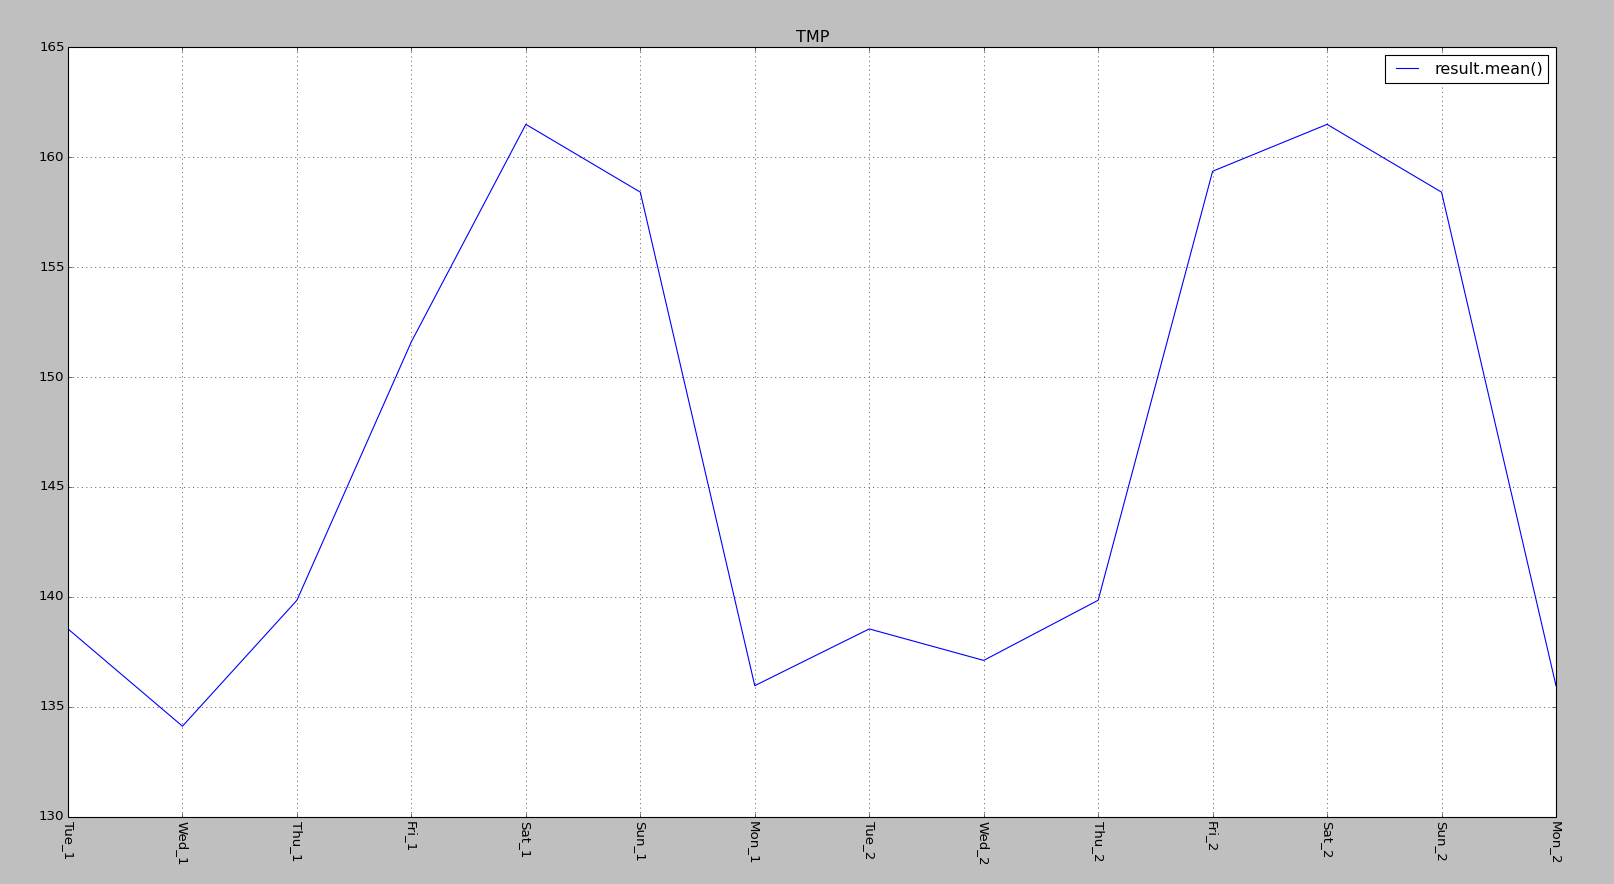 TMP
result.mean()
165
160
155
150
145
140
135
130
Tue_1
Wed_1
Thu_1
Fri_1
Sat_1
Sun_1
Mon_1
Tue_2
Wed_2
Thu_2
Fri_2
Sat_2
Sun_2
Mon_2